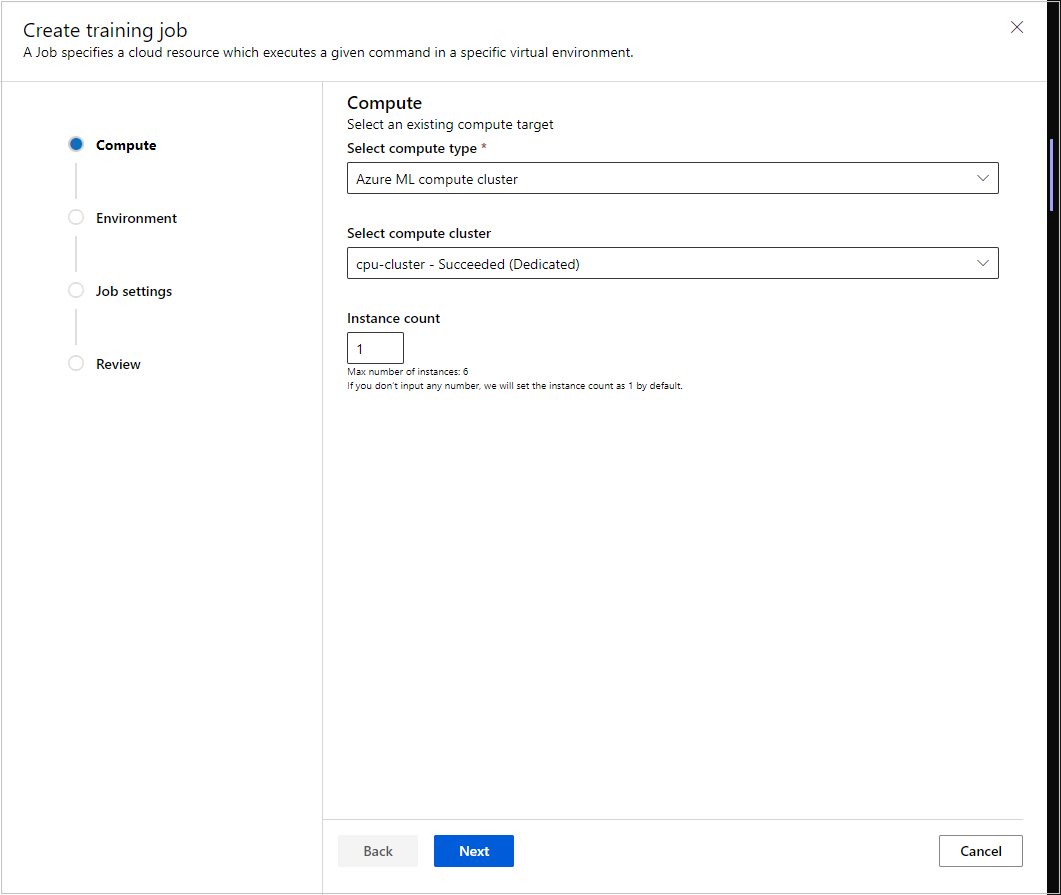 Create training job
A Job specifies a cloud resource which executes a given command in a specific virtual environment.
Compute
Environment
Job settings
Review
Compute
Select an existing compute target
Select compute type *
Azure ML compute cluster
Select compute cluster
cpu-cluster - Succeeded (Dedicated)
Instance count
1
Max number of instances: 6
If you don't input any number, we will set the instance count as 1 by default.
Back
Next
Cancel